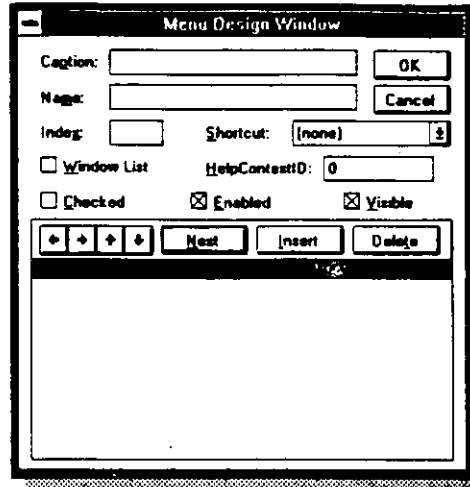 Menu Design Window
Caption: OK
Name: Cancel
Index: Shortcut: (none)
Window List HelpContextID: 0
Checked Enabled Visible
Next Insert Delete